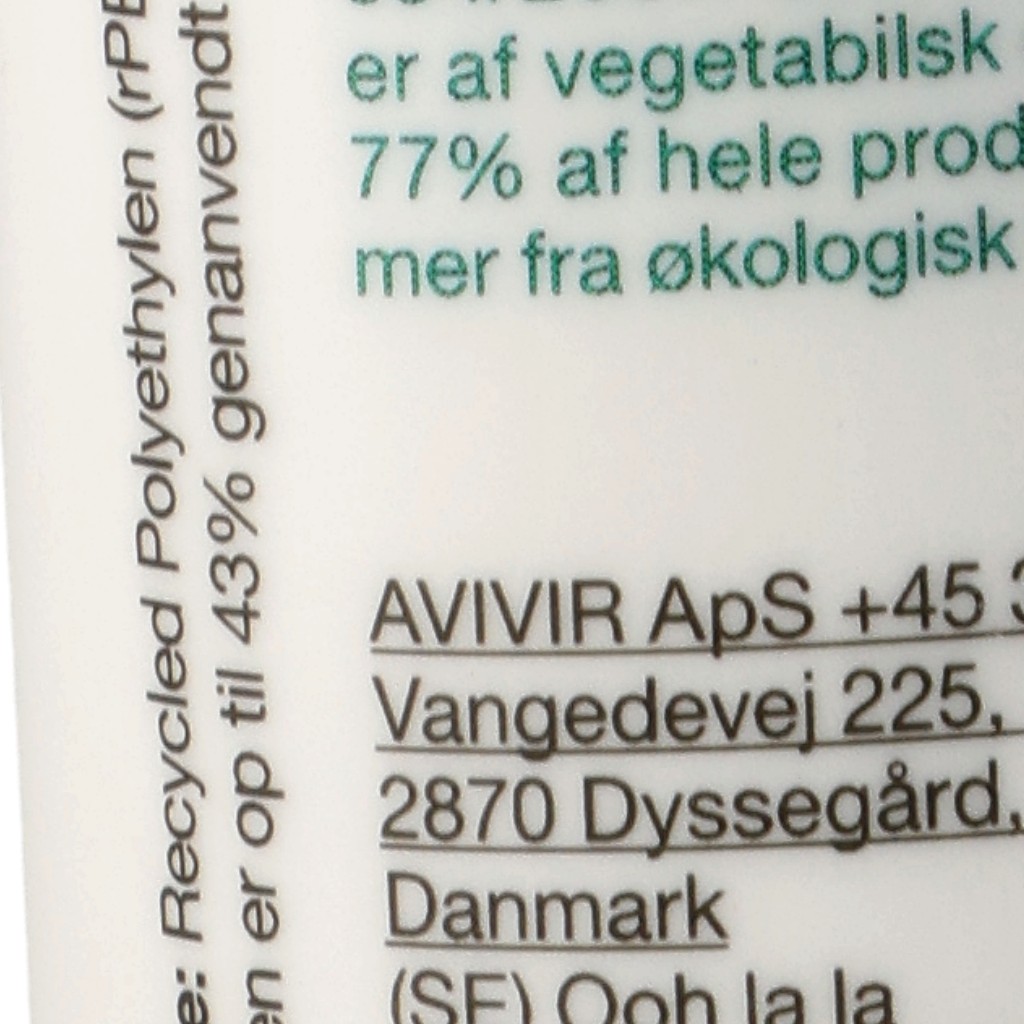 e: Recycled Polyethylen (rPE
en er op til 43% genanvendt
er af vegetabilsk
77% af hele prod
mer fra økologisk
AVIVIR ApS +45 3
Vangedevej 225,
2870 Dyssegård,
Danmark
(SE) Ooh la la